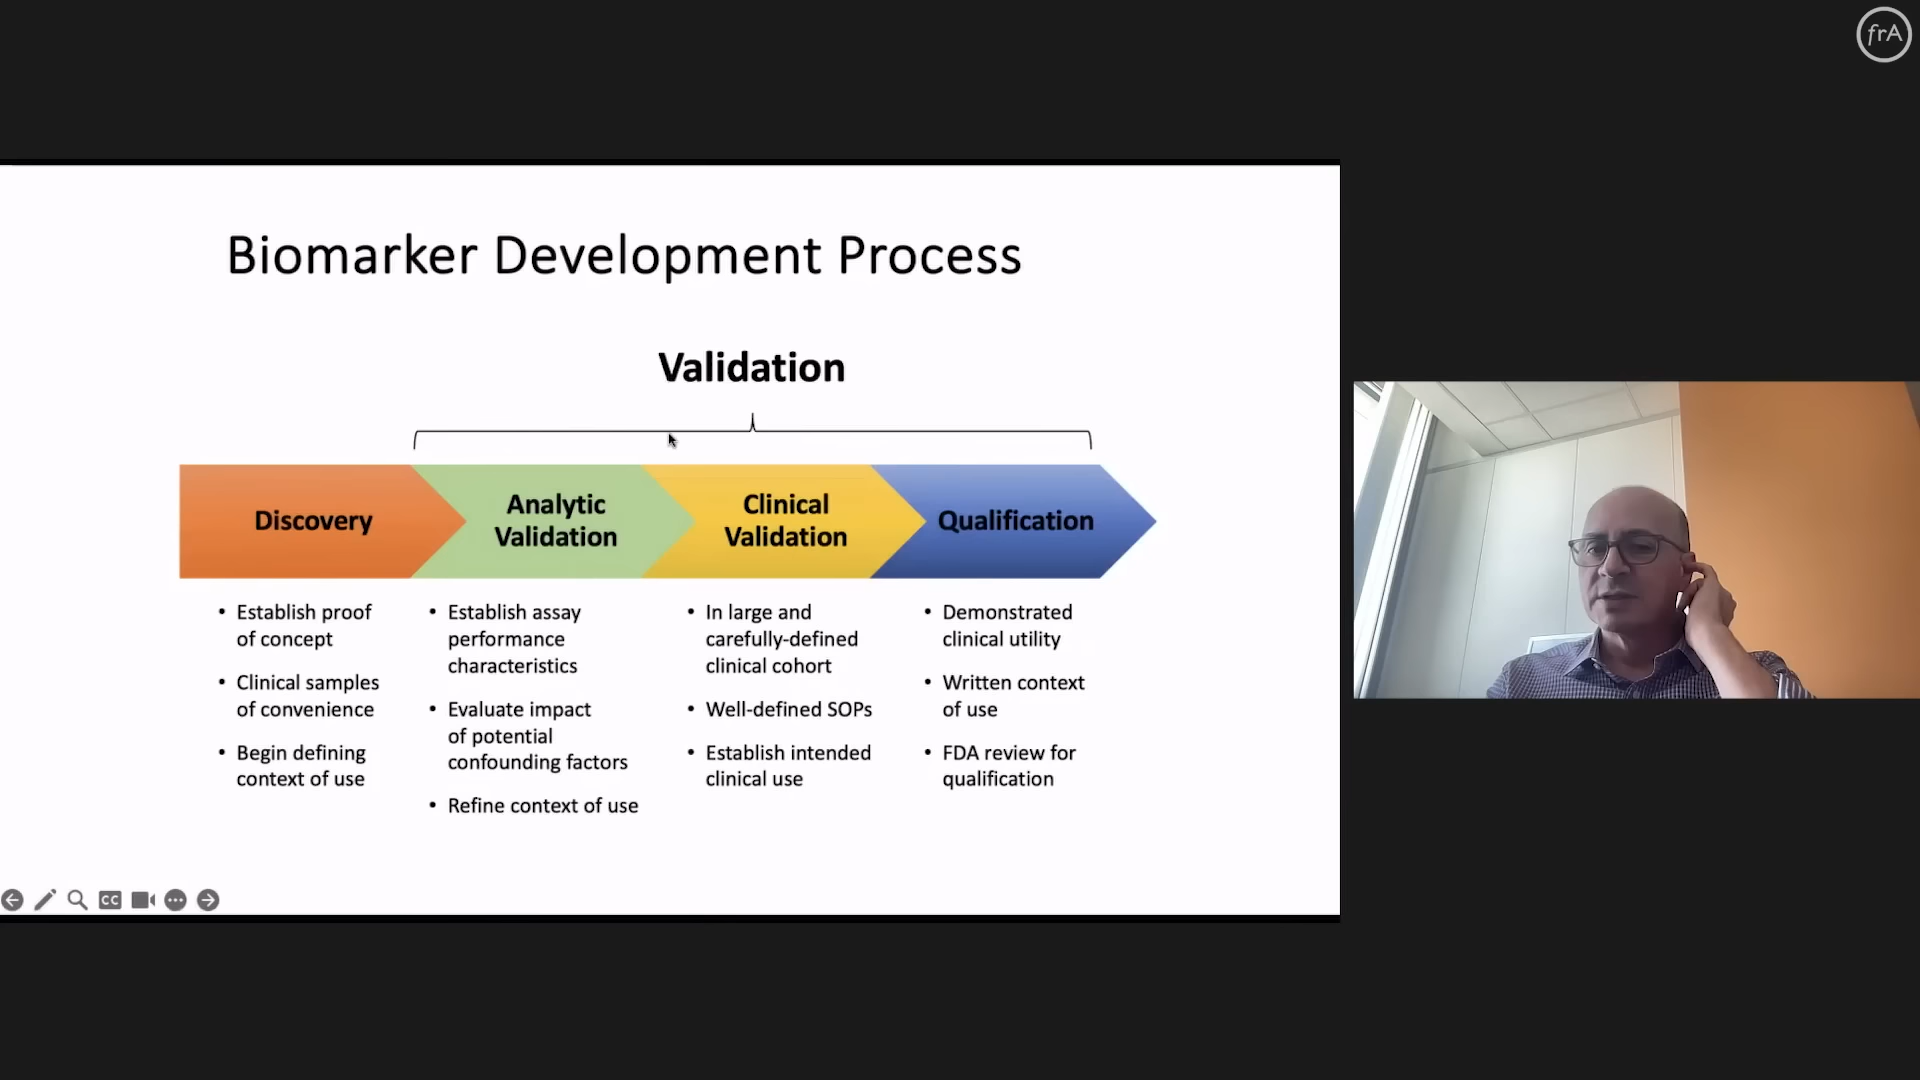 frA
Biomarker Development Process
Validation
Discovery
Analytic
Validation
Clinical
Validation
Qualification
• Establish proof
of concept
• Clinical samples
of convenience
• Begin defining
context of use
• Establish assay
performance
characteristics
• Evaluate impact
of potential
confounding factors
• Refine context of use
• In large and
carefully-defined
clinical cohort
• Well-defined SOPs
• Establish intended
clinical use
• Demonstrated
clinical utility
• Written context
of use
• FDA review for
qualification
CC